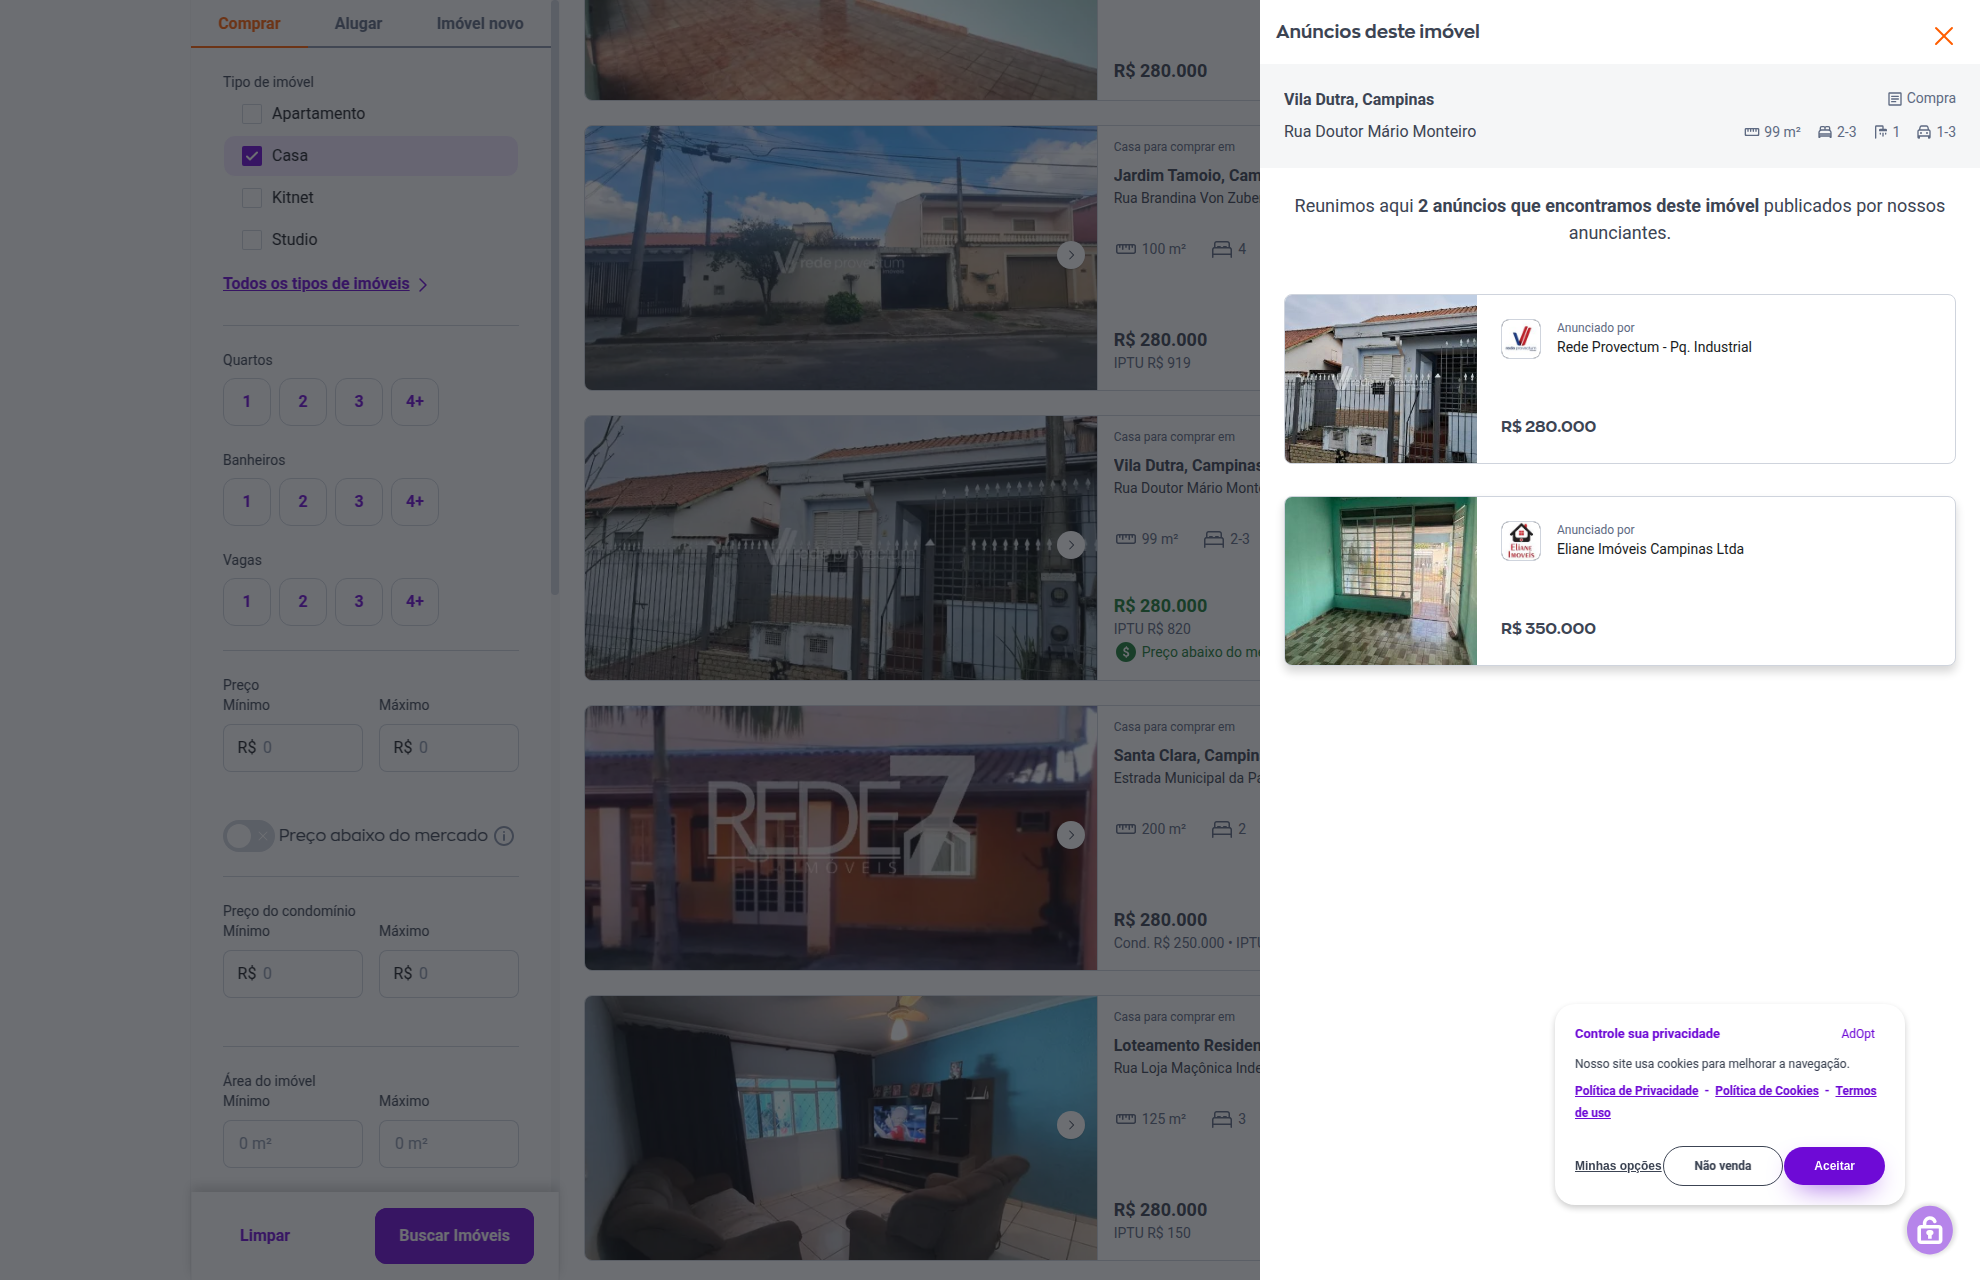 Comprar
Alugar
Imóvel novo
Tipo de imóvel
Apartamento
Casa
Kitnet
Studio
Todos os tipos de imóveis
Quartos
1
2
3
4+
Banheiros
1
2
3
4+
Vagas
1
2
3
4+
Preço
Mínimo
Máximo
R$ 0
R$ 0
Preço abaixo do mercado
Preço do condomínio
Mínimo
Máximo
R$ 0
R$ 0
Área do imóvel
Mínimo
Máximo
0 m²
0 m²
Limpar
Buscar Imóveis
R$ 280.000
rede provectum
Casa para comprar em
Jardim Tamoio, Cam
Rua Brandina Von Zube
100 m²
4
R$ 280.000
IPTU R$ 919
Casa para comprar em
Vila Dutra, Campinas
Rua Doutor Mário Mont
99 m²
2-3
R$ 280.000
IPTU R$ 820
Preço abaixo do m
REDE 7
IMÓVEIS
Casa para comprar em
Santa Clara, Campin
Estrada Municipal da Pa
200 m²
2
R$ 280.000
Cond. R$ 250.000 • IPTU
Casa para comprar em
Loteamento Residen
Rua Loja Maçônica Inde
125 m²
3
R$ 280.000
IPTU R$ 150
Anúncios deste imóvel
Vila Dutra, Campinas
Compra
Rua Doutor Mário Monteiro
99 m²
2-3
1
1-3
Reunimos aqui 2 anúncios que encontramos deste imóvel publicados por nossos
anunciantes.
Anunciado por
Rede Provectum - Pq. Industrial
R$ 280.000
Eliane
Imóveis
Anunciado por
Eliane Imóveis Campinas Ltda
R$ 350.000
Controle sua privacidade
AdOpt
Nosso site usa cookies para melhorar a navegação.
Política de Privacidade - Política de Cookies - Termos
de uso
Minhas opções
Não venda
Aceitar